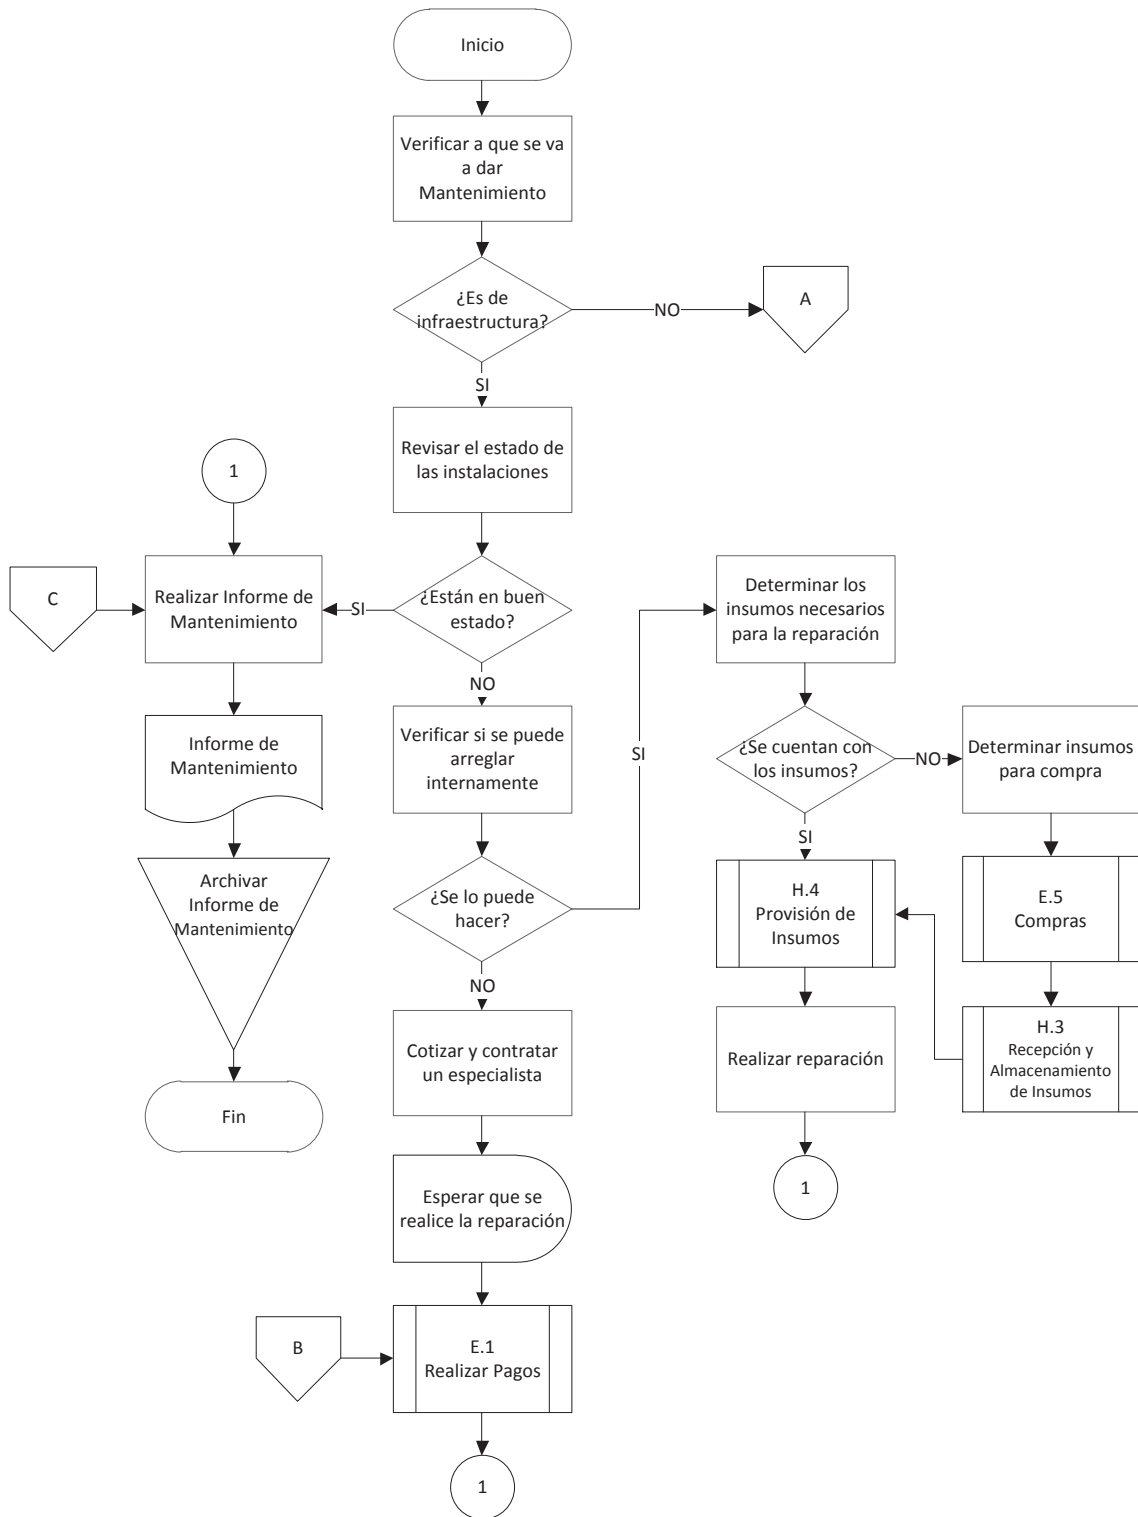 Inicio
Verificar a que se va
a dar
Mantenimiento
¿Es de
infraestructura?
NO
A
SI
Revisar el estado de
las instalaciones
1
C
Realizar Informe de
Mantenimiento
SI
¿Están en buen
estado?
Determinar los
insumos necesarios
para la reparación
NO
Informe de
Mantenimiento
Verificar si se puede
arreglar
internamente
SI
¿Se cuentan con
los insumos?
NO
Determinar insumos
para compra
SI
Archivar
Informe de
Mantenimiento
¿Se lo puede
hacer?
H.4
Provisión de
Insumos
E.5
Compras
NO
Cotizar y contratar
un especialista
Realizar reparación
H.3
Recepción y
Almacenamiento
de Insumos
Fin
Esperar que se
realice la reparación
1
B
E.1
Realizar Pagos
1